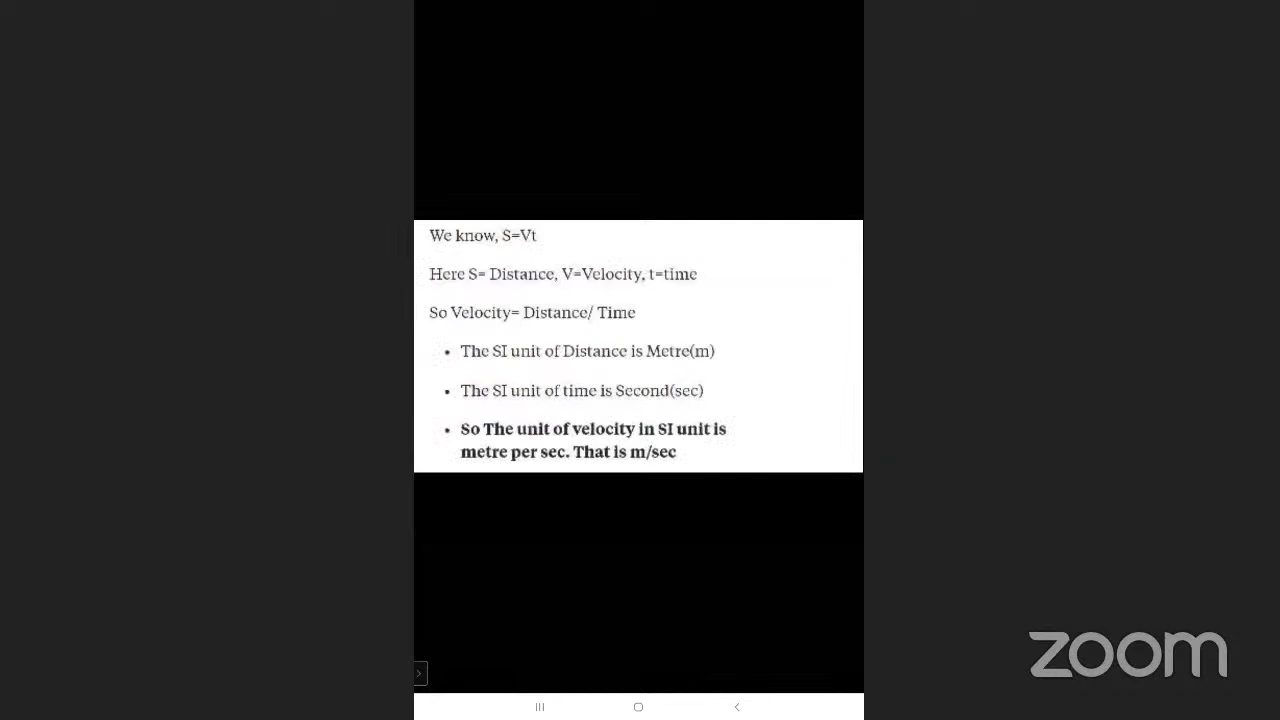 We know, S=Vt
Here S= Distance, V=Velocity, t=time
So Velocity= Distance/ Time
• The SI unit of Distance is Metre(m)
• The SI unit of time is Second(sec)
• So The unit of velocity in SI unit is
metre per sec. That is m/sec
zoom